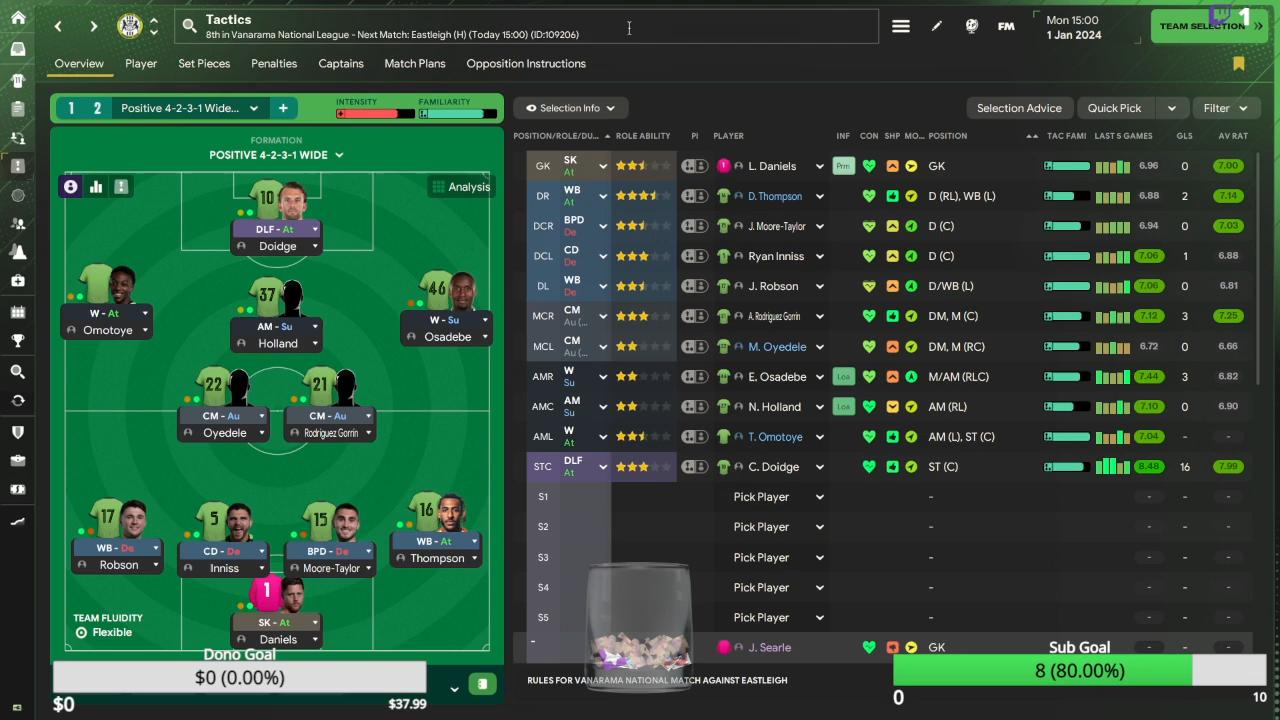 Tactics
8th in Vanarama National League - Next Match: Eastleigh (H) (Today 15:00) (ID:109206)
FM
Mon 15:00
1 Jan 2024
TEAM SELECTION
1
Overview
Player
Set Pieces
Penalties
Captains
Match Plans
Opposition Instructions
1 2 Positive 4-2-3-1 Wide...
INTENSITY
FAMILIARITY
Selection Info
Selection Advice
Quick Pick
Filter
FORMATION
POSITIVE 4-2-3-1 WIDE
Analysis
10
DLF - At
Doidge
W - At
Omotoye
37
AM - Su
Holland
46
W - Su
Osadebe
22
CM - Au
Oyedele
21
CM - Au
Rodriguez Gorrin
17
WB - De
Robson
5
CD - De
Inniss
15
BPD - De
Moore-Taylor
16
WB - At
Thompson
1
SK - At
Daniels
TEAM FLUIDITY
Flexible
POSITION/ROLE/DU... ROLE ABILITY PI PLAYER INF CON SHP MO... POSITION TAC FAMI LAST 5 GAMES GLS AV RAT
GK SK At L. Daniels Prm GK 6.96 0 7.00
DR WB At D. Thompson D (RL), WB (L) 6.88 2 7.14
DCR BPD De J. Moore-Taylor D (C) 6.94 0 7.03
DCL CD De Ryan Inniss D (C) 7.06 1 6.88
DL WB De J. Robson D/WB (L) 7.06 0 6.81
MCR CM Au (... A. Rodríguez Gorrín DM, M (C) 7.12 3 7.25
MCL CM Au (... M. Oyedele DM, M (RC) 6.72 0 6.66
AMR W Su E. Osadebe Loa M/AM (RLC) 7.44 3 6.82
AMC AM Su N. Holland Loa AM (RL) 7.10 0 6.90
AML W At T. Omotoye AM (L), ST (C) 7.04 - -
STC DLF At C. Doidge ST (C) 8.48 16 7.99
S1 Pick Player - - - -
S2 Pick Player - - - -
S3 Pick Player - - - -
S4 Pick Player - - - -
S5 Pick Player - - - -
- J. Searle GK - - -
RULES FOR VANARAMA NATIONAL MATCH AGAINST EASTLEIGH
Dono Goal
$0 (0.00%)
$0
$37.99
Sub Goal
8 (80.00%)
0
10